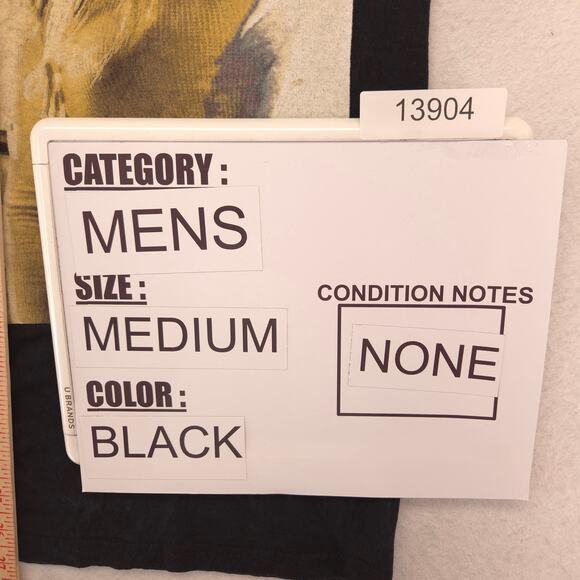 13904
CATEGORY :
MENS
SIZE :
MEDIUM
COLOR :
BLACK
CONDITION NOTES
NONE
U BRANDS